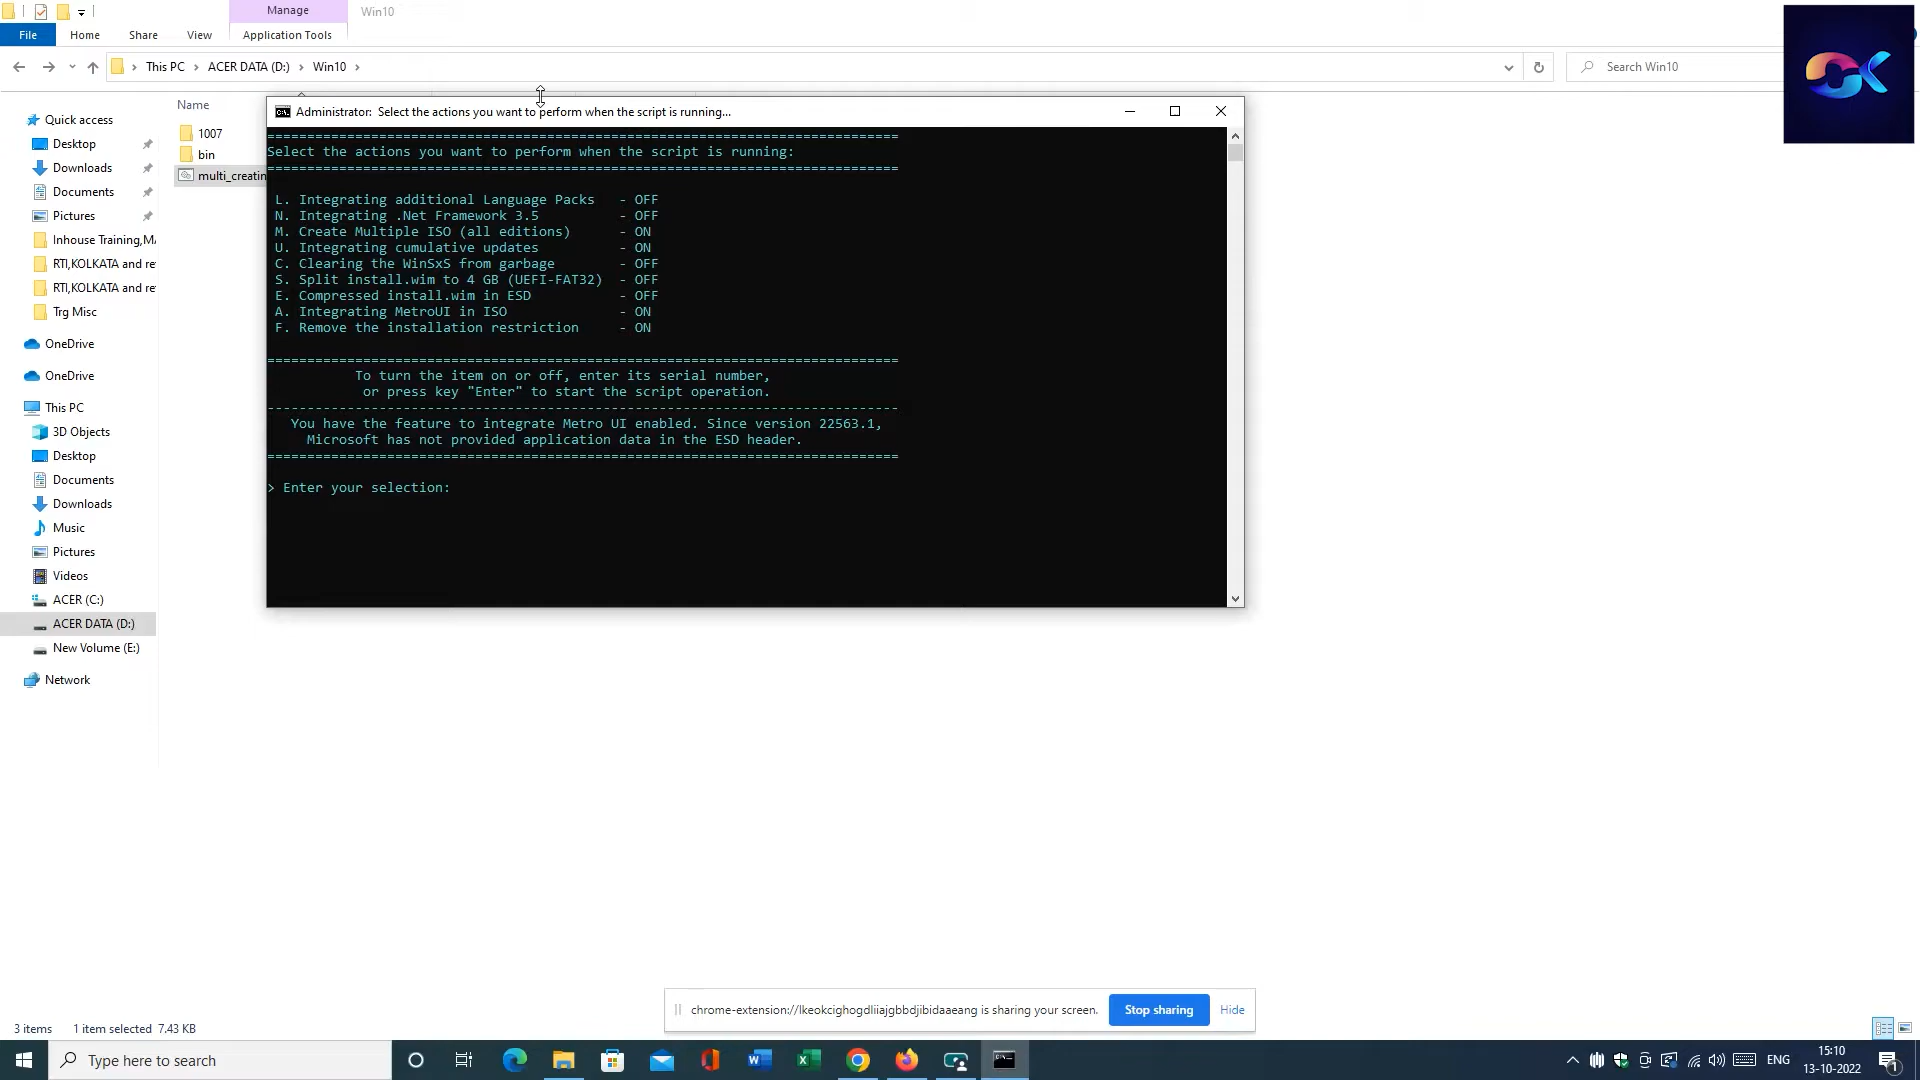 Manage
Win10
File
Home
Share
View
Application Tools
This PC
ACER DATA (D:)
Win10
Search Win10
Name
1007
bin
multi_creatin
Quick access
Desktop
Downloads
Documents
Pictures
Inhouse Training,MA
RTI,KOLKATA and re
RTI,KOLKATA and re
Trg Misc
OneDrive
OneDrive
This PC
3D Objects
Desktop
Documents
Downloads
Music
Pictures
Videos
ACER (C:)
ACER DATA (D:)
New Volume (E:)
Network
Administrator: Select the actions you want to perform when the script is running...
===============================================================================
Select the actions you want to perform when the script is running:
===============================================================================
L. Integrating additional Language Packs - OFF
N. Integrating .Net Framework 3.5 - OFF
M. Create Multiple ISO (all editions) - ON
U. Integrating cumulative updates - ON
C. Clearing the WinSxS from garbage - OFF
S. Split install.wim to 4 GB (UEFI-FAT32) - OFF
E. Compressed install.wim in ESD - OFF
A. Integrating MetroUI in ISO - ON
F. Remove the installation restriction - ON
===============================================================================
To turn the item on or off, enter its serial number,
or press key "Enter" to start the script operation.
-------------------------------------------------------------------------------
You have the feature to integrate Metro UI enabled. Since version 22563.1,
Microsoft has not provided application data in the ESD header.
===============================================================================
> Enter your selection:
chrome-extension://lkeokcighogdliiajgbbdjibidaaeang is sharing your screen.
Stop sharing
Hide
3 items
1 item selected 7.43 KB
Type here to search
ENG
15:10
13-10-2022
1